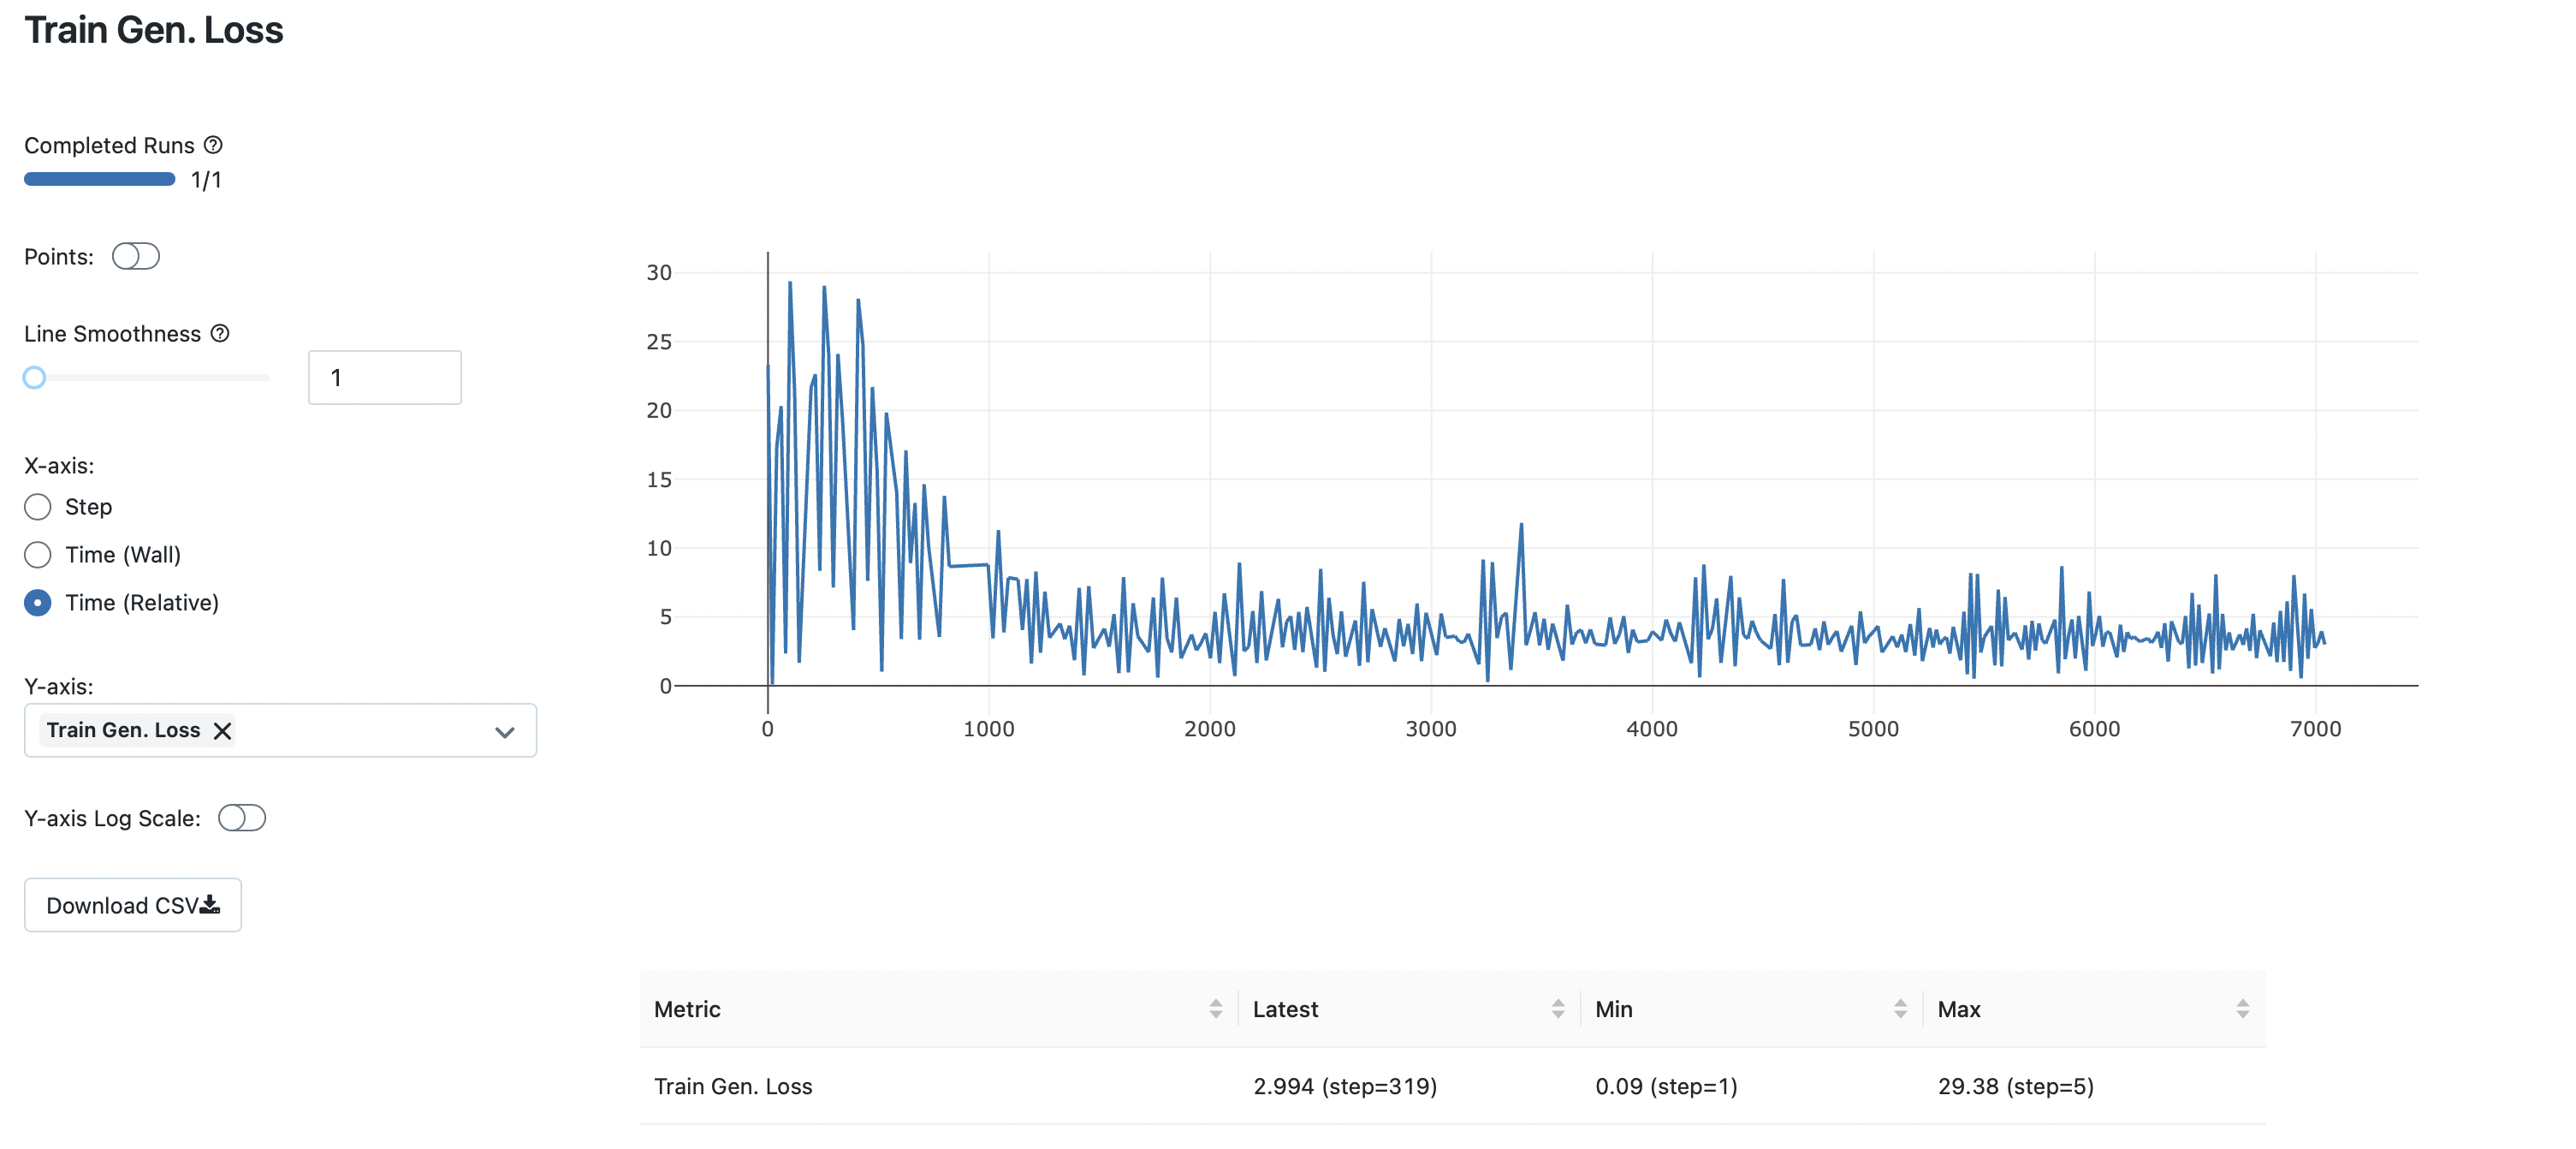 Train Gen. Loss
Completed Runs
1/1
Points:
Line Smoothness
1
X-axis:
Step
Time (Wall)
Time (Relative)
Y-axis:
Train Gen. Loss
Y-axis Log Scale:
Download CSV
30
25
20
15
10
5
0
0 1000 2000 3000 4000 5000 6000 7000
Metric Latest Min Max
Train Gen. Loss 2.994 (step=319) 0.09 (step=1) 29.38 (step=5)